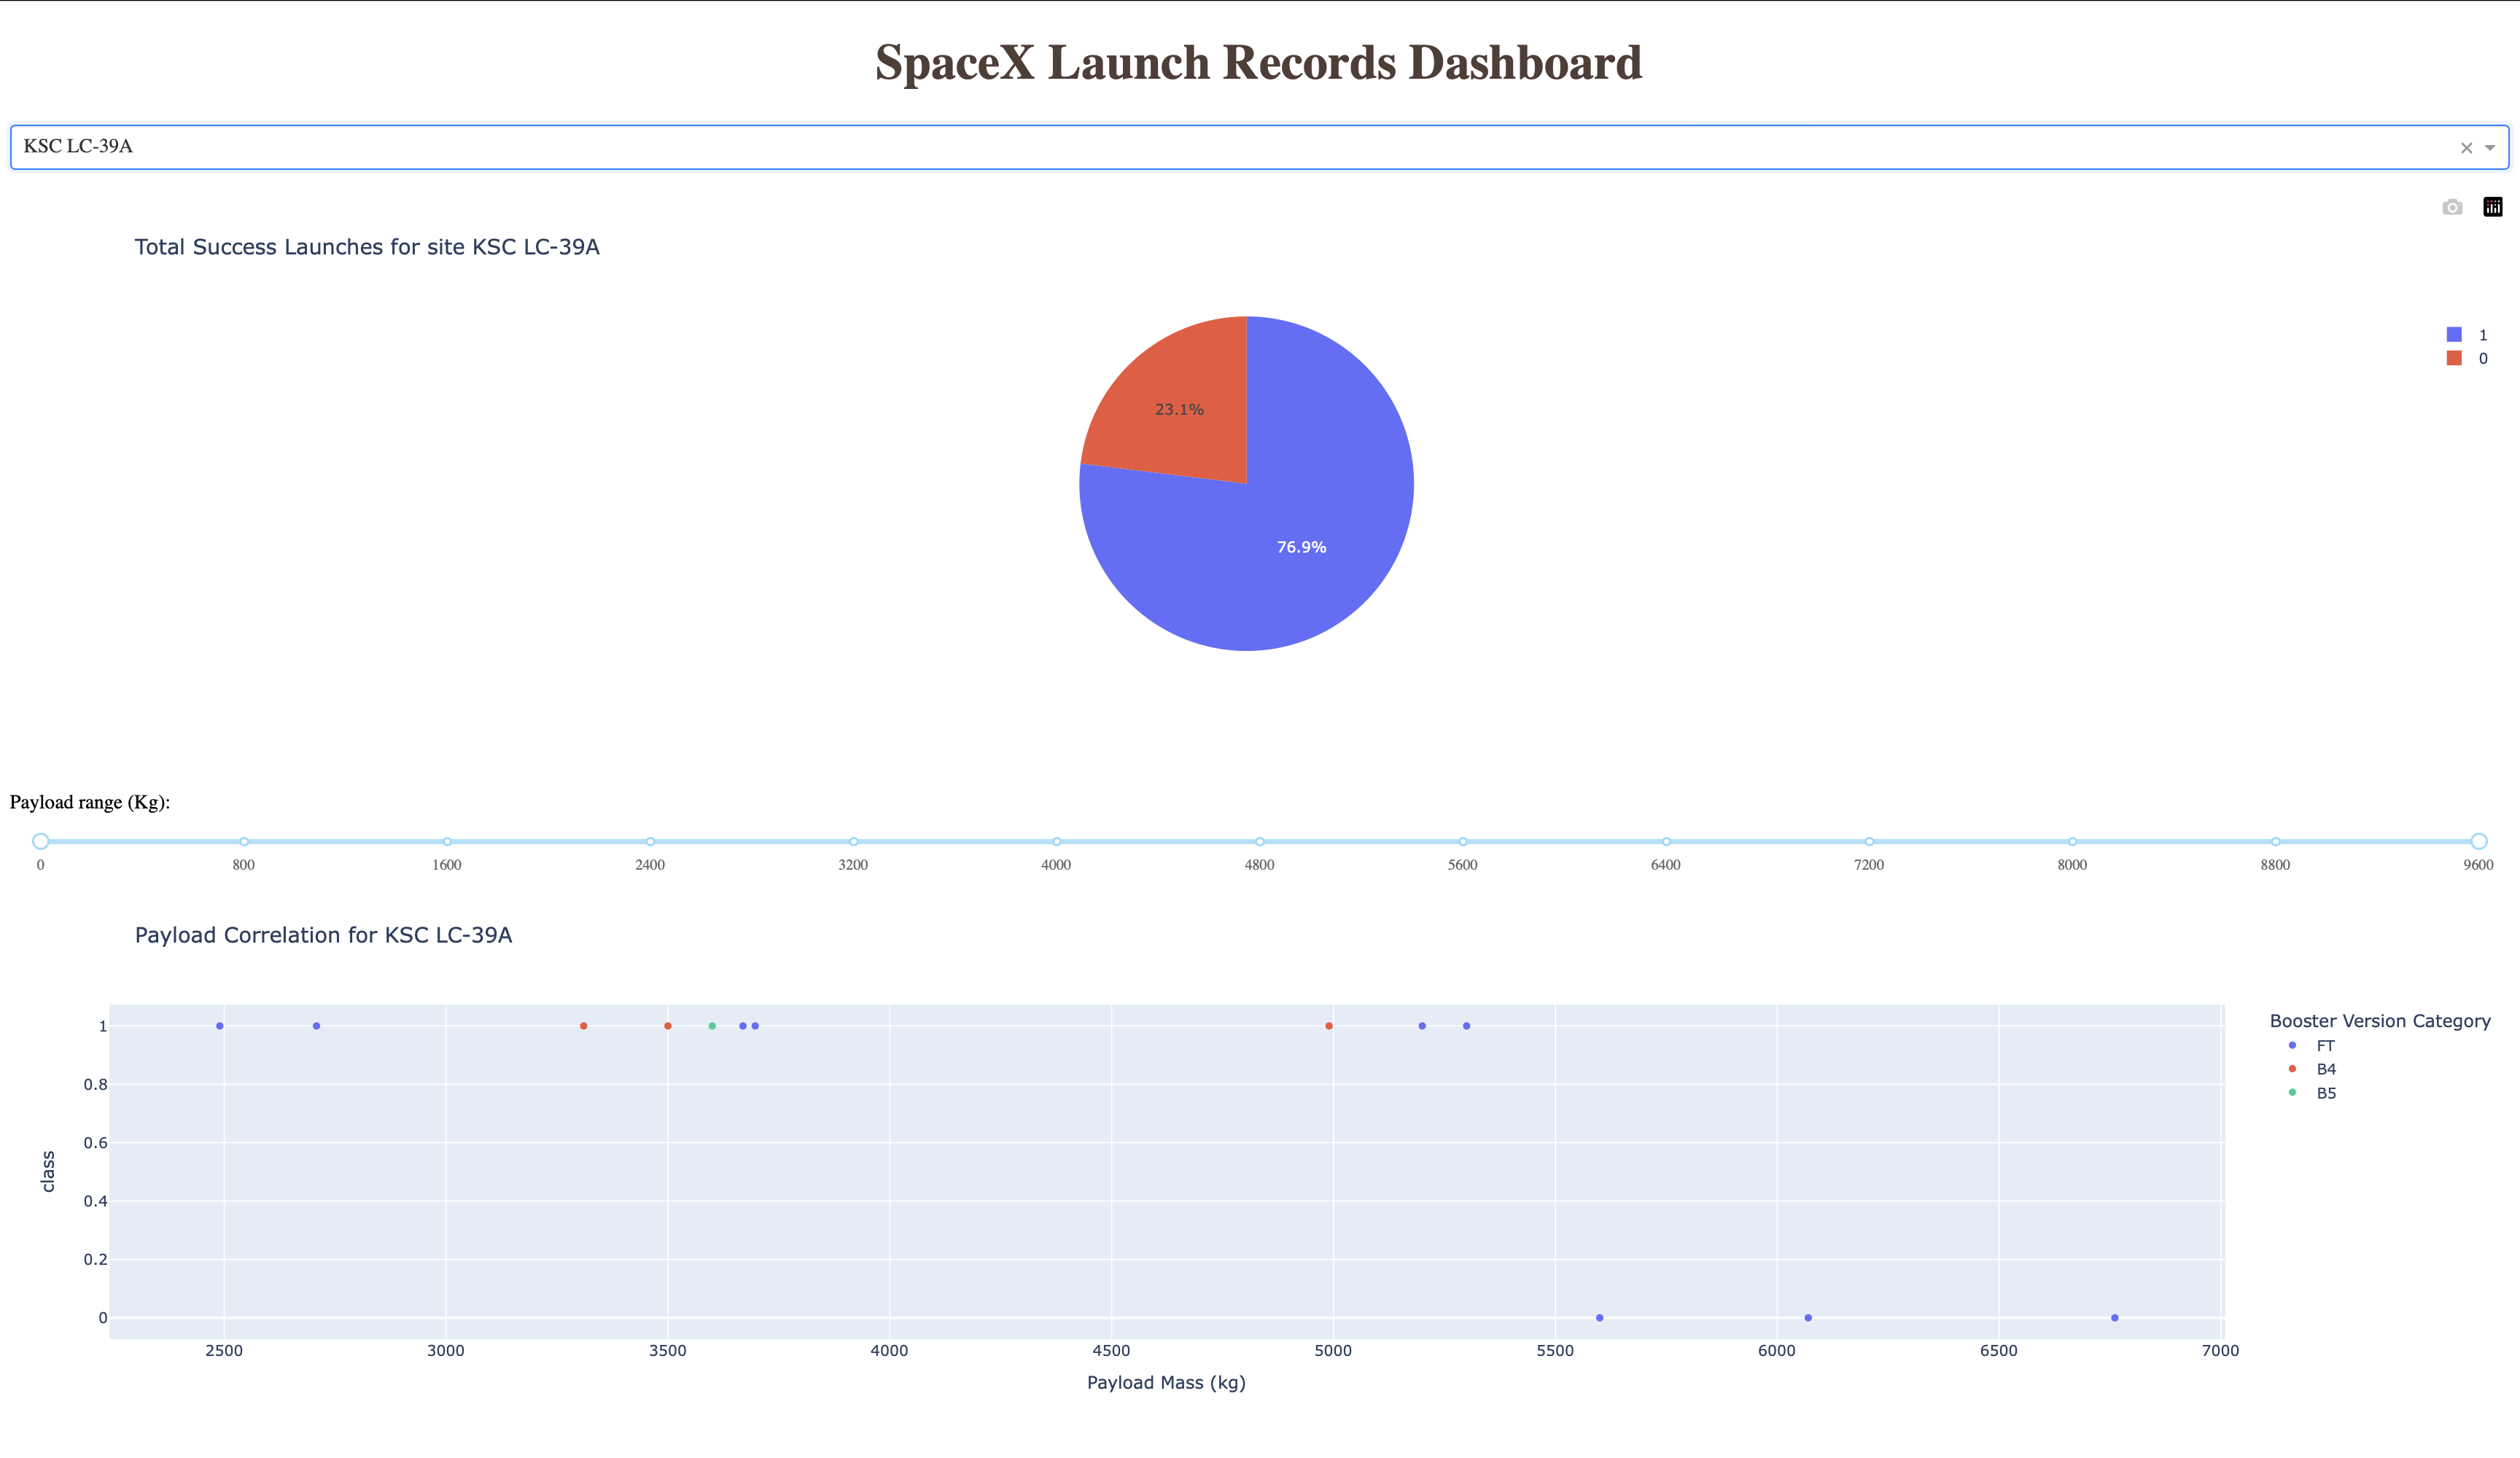 SpaceX Launch Records Dashboard
KSC LC-39A
Total Success Launches for site KSC LC-39A
1
0
23.1%
76.9%
Payload range (Kg):
0 800 1600 2400 3200 4000 4800 5600 6400 7200 8000 8800 9600
Payload Correlation for KSC LC-39A
Booster Version Category
FT
B4
B5
1
0.8
0.6
0.4
0.2
0
class
2500 3000 3500 4000 4500 5000 5500 6000 6500 7000
Payload Mass (kg)